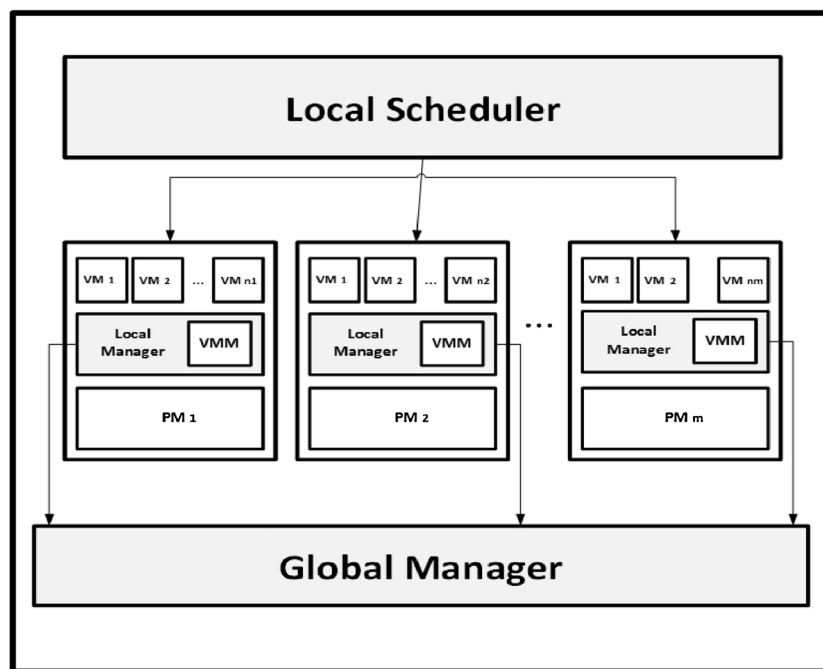 Local Scheduler
VM 1 VM 2 ... VM n1
Local Manager VMM
PM 1
VM 1 VM 2 ... VM n2
Local Manager VMM
PM 2
...
VM 1 VM 2 VM nm
Local Manager VMM
PM m
Global Manager